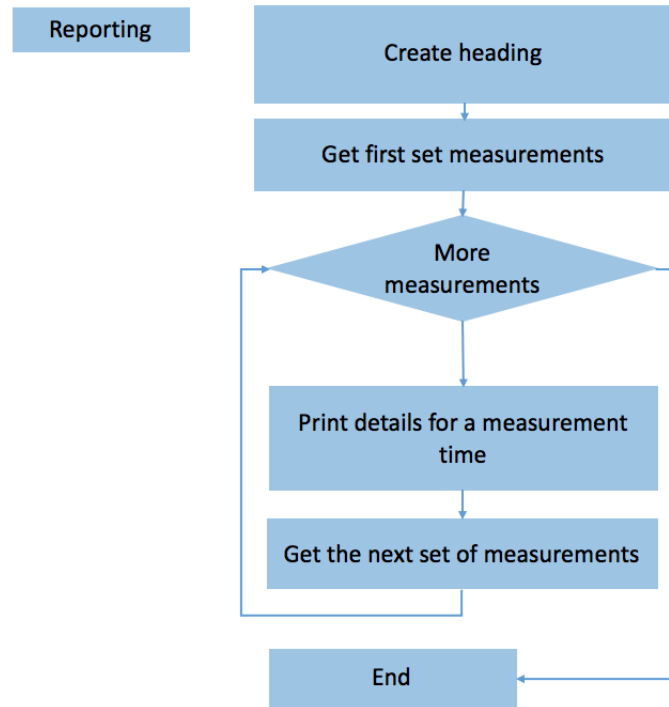 Reporting
Create heading
Get first set measurements
More
measurements
Print details for a measurement
time
Get the next set of measurements
End